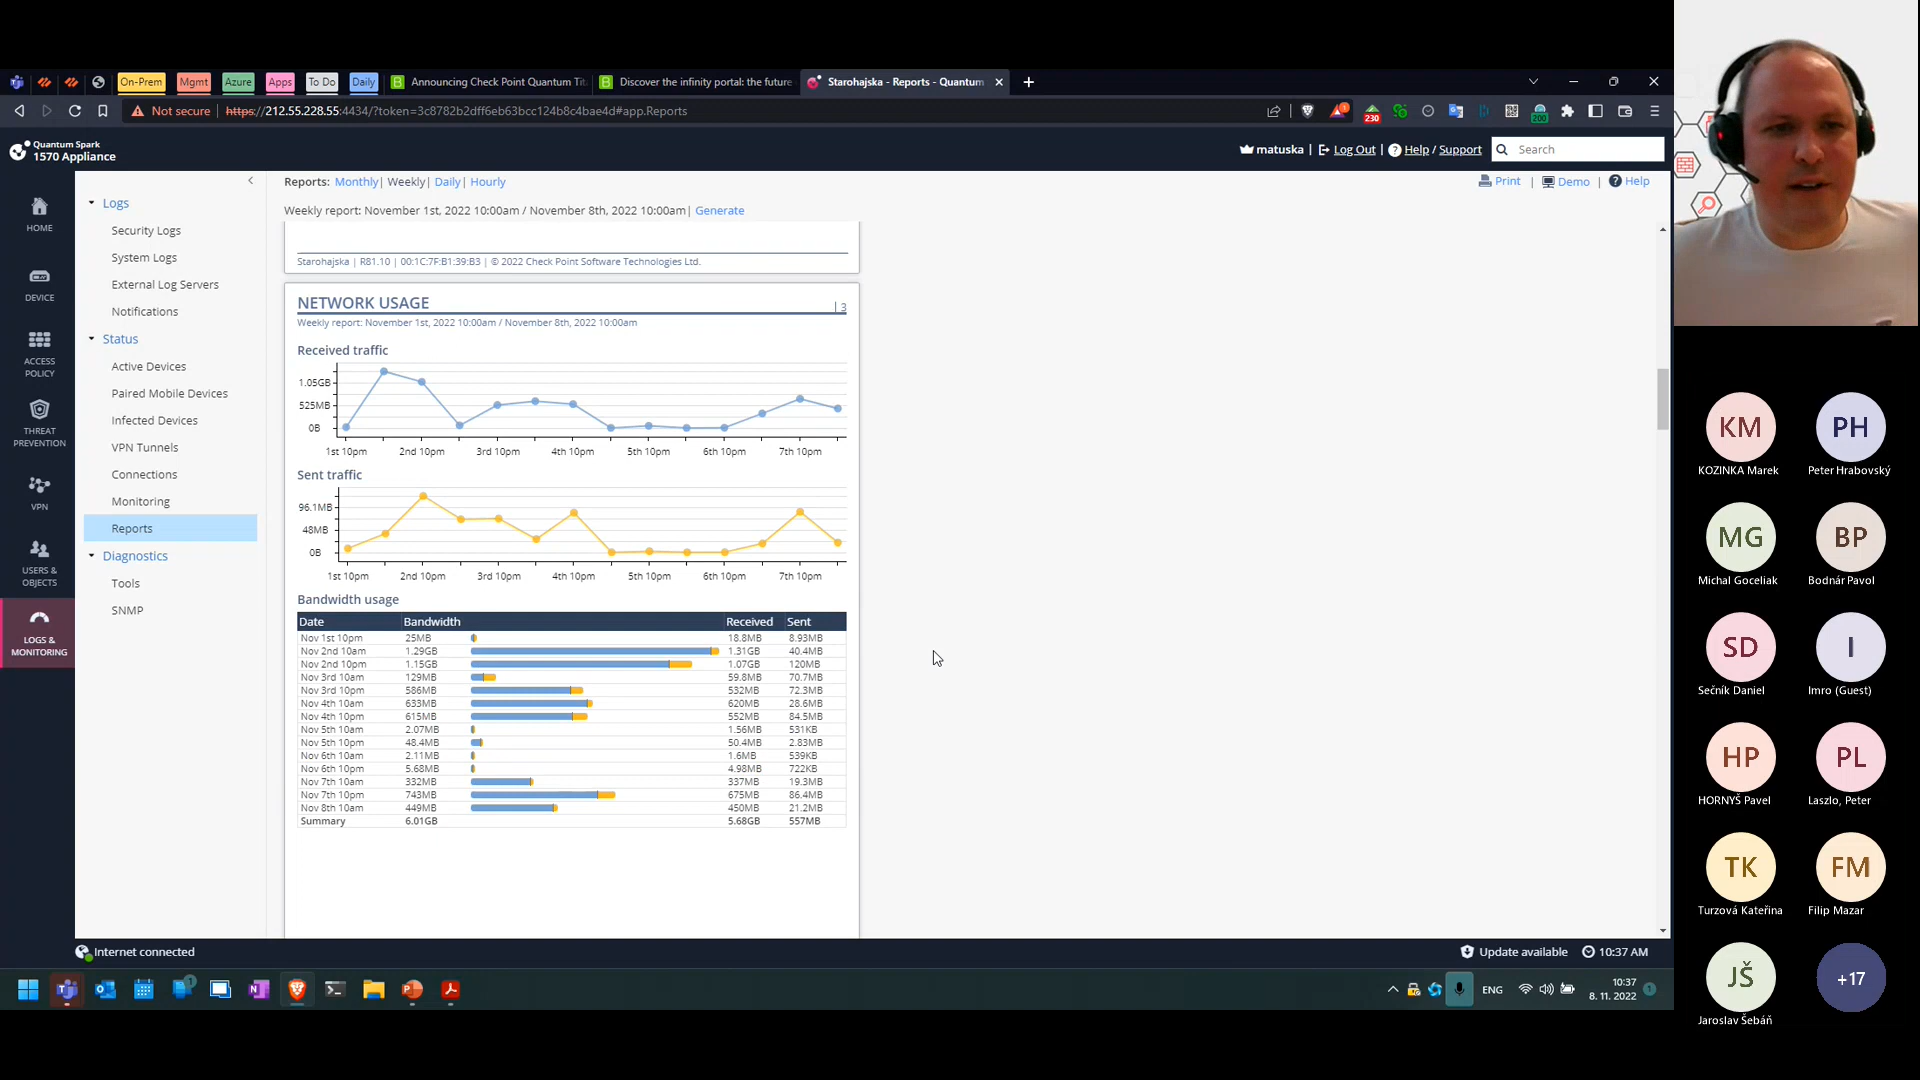 On-Prem
Mgmt
Azure
Apps
To Do
Daily
Announcing Check Point Quantum Tit
Discover the infinity portal: the future
Starohajska - Reports - Quantum
Not secure
https://212.55.228.55:4434/?token=3c8782b2dff6eb63bcc124b8c4bae4d#app.Reports
230
200
Quantum Spark
1570 Appliance
matuska | Log Out | Help / Support
Search
HOME
DEVICE
ACCESS
POLICY
THREAT
PREVENTION
VPN
USERS &
OBJECTS
LOGS &
MONITORING
Logs
Security Logs
System Logs
External Log Servers
Notifications
Status
Active Devices
Paired Mobile Devices
Infected Devices
VPN Tunnels
Connections
Monitoring
Reports
Diagnostics
Tools
SNMP
Reports: Monthly| Weekly| Daily| Hourly
Print | Demo | Help
Weekly report: November 1st, 2022 10:00am / November 8th, 2022 10:00am| Generate
Starohajska | R81.10 | 00:1C:7F:B1:39:B3 | © 2022 Check Point Software Technologies Ltd.
NETWORK USAGE | 3
Weekly report: November 1st, 2022 10:00am / November 8th, 2022 10:00am
Received traffic
1.05GB
525MB
0B
1st 10pm 2nd 10pm 3rd 10pm 4th 10pm 5th 10pm 6th 10pm 7th 10pm
Sent traffic
96.1MB
48MB
0B
1st 10pm 2nd 10pm 3rd 10pm 4th 10pm 5th 10pm 6th 10pm 7th 10pm
Bandwidth usage
Date Bandwidth Received Sent
Nov 1st 10pm 25MB 18.8MB 8.93MB
Nov 2nd 10am 1.29GB 1.31GB 40.4MB
Nov 2nd 10pm 1.15GB 1.07GB 120MB
Nov 3rd 10am 129MB 59.8MB 70.7MB
Nov 3rd 10pm 586MB 532MB 72.3MB
Nov 4th 10am 633MB 620MB 28.6MB
Nov 4th 10pm 615MB 552MB 84.5MB
Nov 5th 10am 2.07MB 1.56MB 531KB
Nov 5th 10pm 48.4MB 50.4MB 2.83MB
Nov 6th 10am 2.11MB 1.6MB 539KB
Nov 6th 10pm 5.68MB 4.98MB 722KB
Nov 7th 10am 332MB 337MB 19.3MB
Nov 7th 10pm 743MB 675MB 86.4MB
Nov 8th 10am 449MB 450MB 21.2MB
Summary 6.01GB 5.68GB 557MB
Internet connected
Update available
10:37 AM
ENG
10:37
8. 11. 2022
1
KM
KOZINKA Marek
PH
Peter Hrabovský
MG
Michal Goceliak
BP
Bodnár Pavol
SD
Sečník Daniel
I
Imro (Guest)
HP
HORNYŠ Pavel
PL
Laszlo, Peter
TK
Turzová Kateřina
FM
Filip Mazar
JŠ
Jaroslav Šebáň
+17